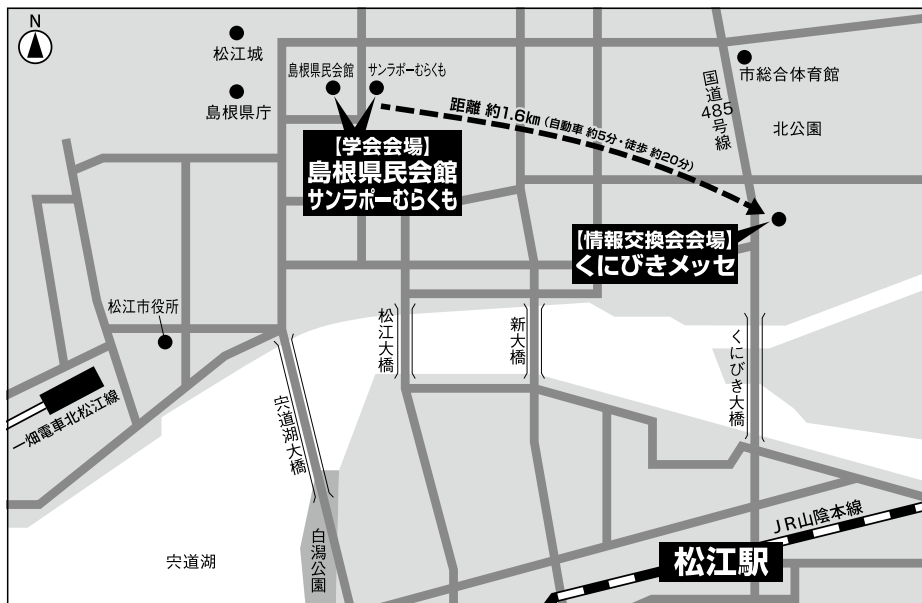 N
松江城
島根県庁
島根県民会館
サンラポーむらくも
【学会会場】
島根県民会館
サンラポーむらくも
距離 約1.6㎞(自動車 約5分・徒歩 約20分)
国道485号線
市総合体育館
北公園
【情報交換会会場】
くにびきメッセ
松江市役所
一畑電車北松江線
宍道湖大橋
松江大橋
新大橋
くにびき大橋
白潟公園
宍道湖
JR山陰本線
松江駅